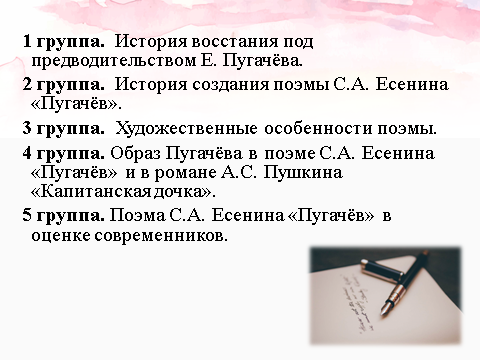 1 группа. История восстания под
предводительством Е. Пугачёва.
2 группа. История создания поэмы С.А. Есенина
«Пугачёв».
3 группа. Художественные особенности поэмы.
4 группа. Образ Пугачёва в поэме С.А. Есенина
«Пугачёв» и в романе А.С. Пушкина
«Капитанская дочка».
5 группа. Поэма С.А. Есенина «Пугачёв» в
оценке современников.